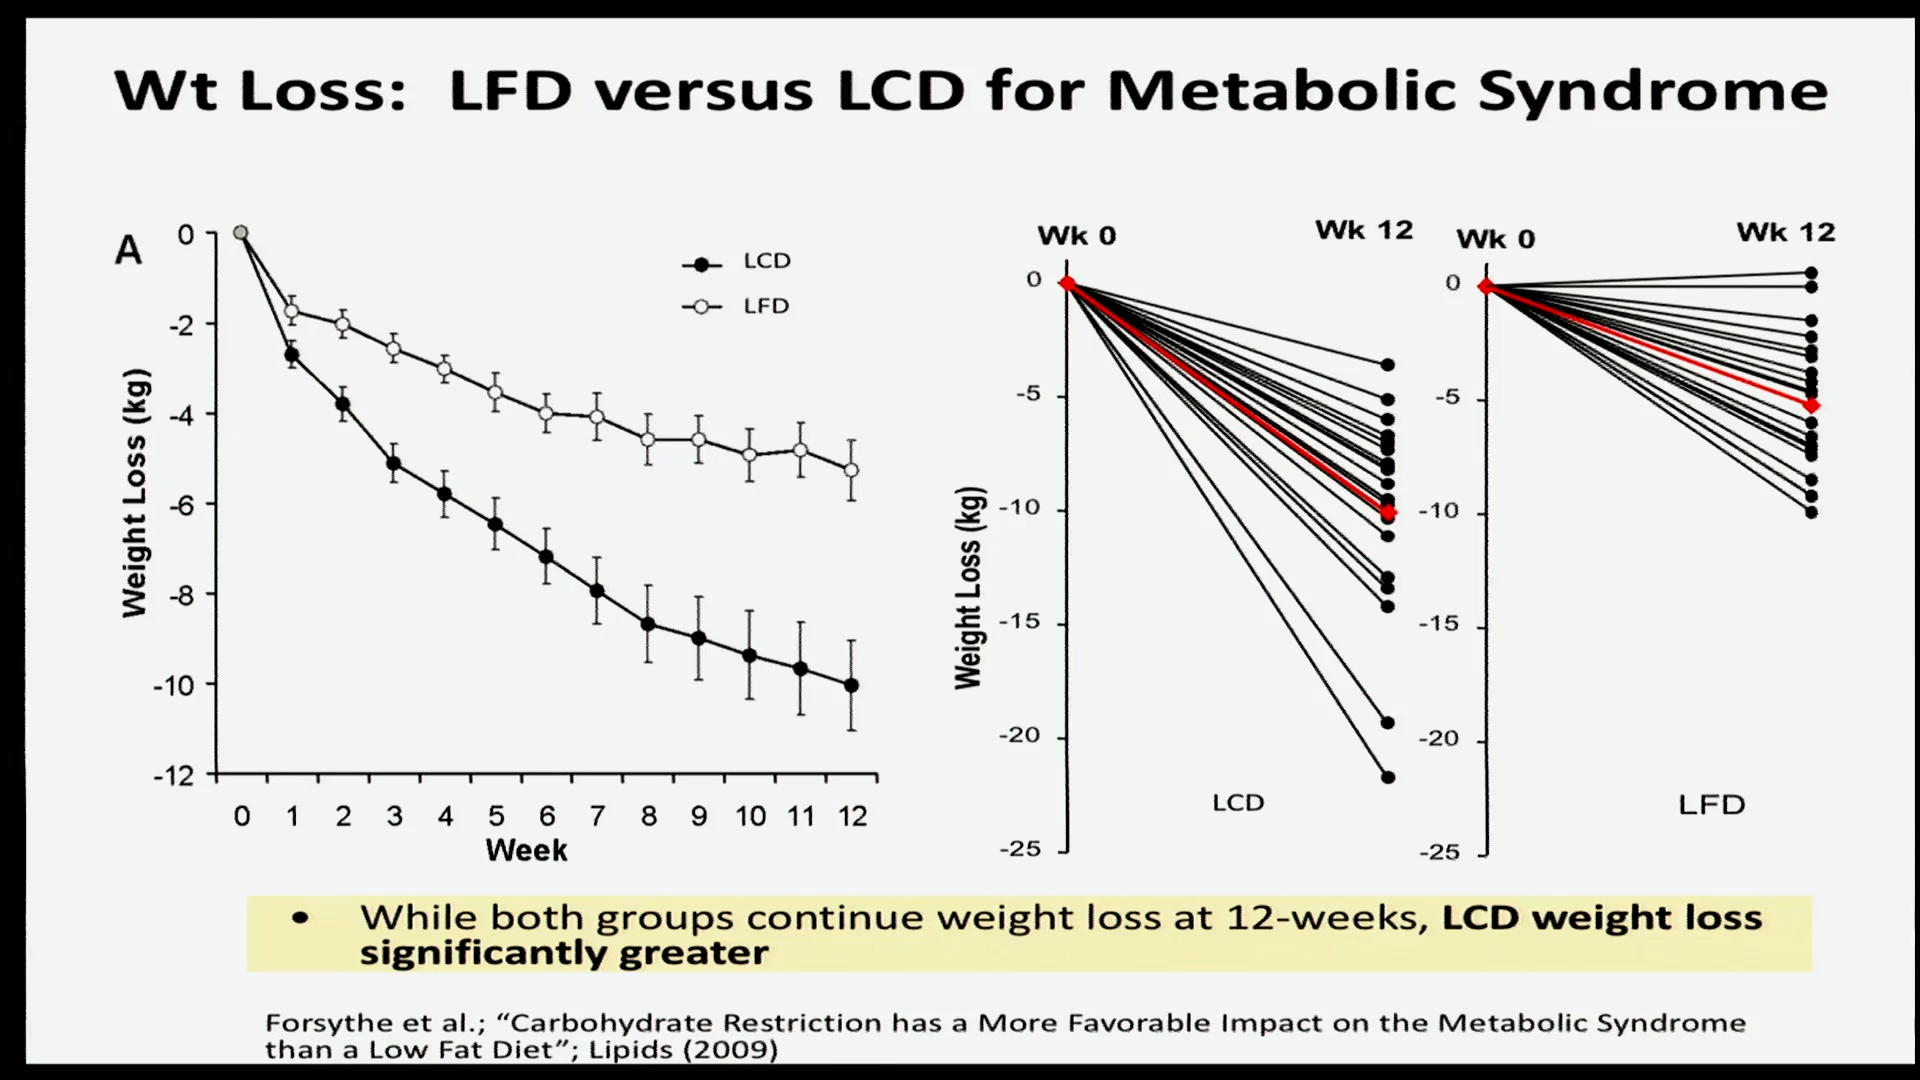 Wt Loss: LFD versus LCD for Metabolic Syndrome
A
Weight Loss (kg)
0
-2
-4
-6
-8
-10
-12
LCD
LFD
0 1 2 3 4 5 6 7 8 9 10 11 12
Week
Wk 0
Wk 12
Weight Loss (kg)
0
-5
-10
-15
-20
-25
LCD
Wk 0
Wk 12
0
-5
-10
-15
-20
-25
LFD
• While both groups continue weight loss at 12-weeks, LCD weight loss
significantly greater
Forsythe et al.; “Carbohydrate Restriction has a More Favorable Impact on the Metabolic Syndrome
than a Low Fat Diet”; Lipids (2009)